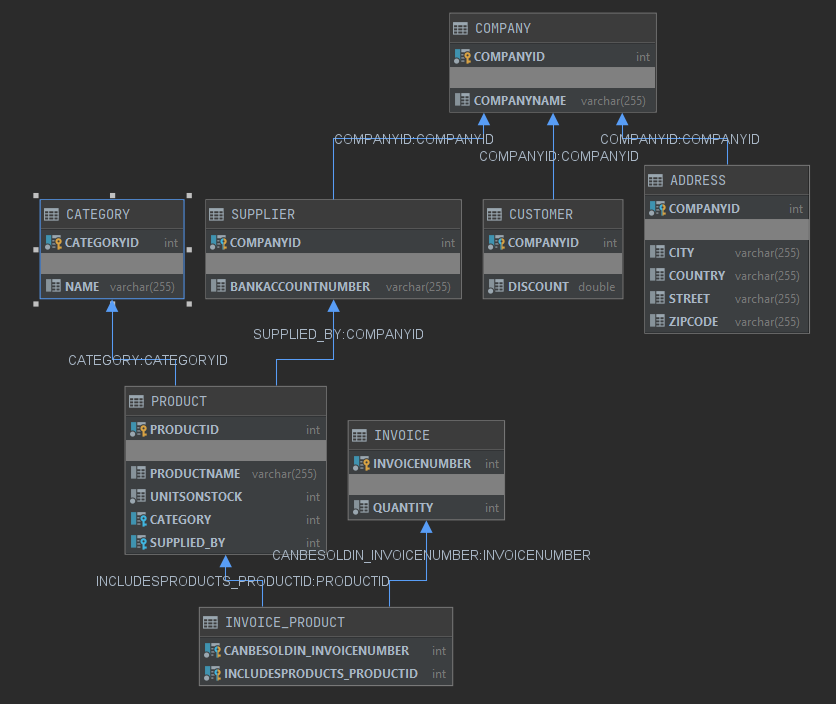 COMPANY
COMPANYID int
COMPANYNAME varchar(255)
COMPANYID:COMPANYID
COMPANYID:COMPANYID
COMPANYID:COMPANYID
CATEGORY
CATEGORYID int
NAME varchar(255)
SUPPLIER
COMPANYID int
BANKACCOUNTNUMBER varchar(255)
CUSTOMER
COMPANYID int
DISCOUNT double
ADDRESS
COMPANYID int
CITY varchar(255)
COUNTRY varchar(255)
STREET varchar(255)
ZIPCODE varchar(255)
SUPPLIED_BY:COMPANYID
CATEGORY:CATEGORYID
PRODUCT
PRODUCTID int
PRODUCTNAME varchar(255)
UNITSONSTOCK int
CATEGORY int
SUPPLIED_BY int
INVOICE
INVOICENUMBER int
QUANTITY int
CANBESOLDIN_INVOICENUMBER:INVOICENUMBER
INCLUDESPRODUCTS_PRODUCTID:PRODUCTID
INVOICE_PRODUCT
CANBESOLDIN_INVOICENUMBER int
INCLUDESPRODUCTS_PRODUCTID int